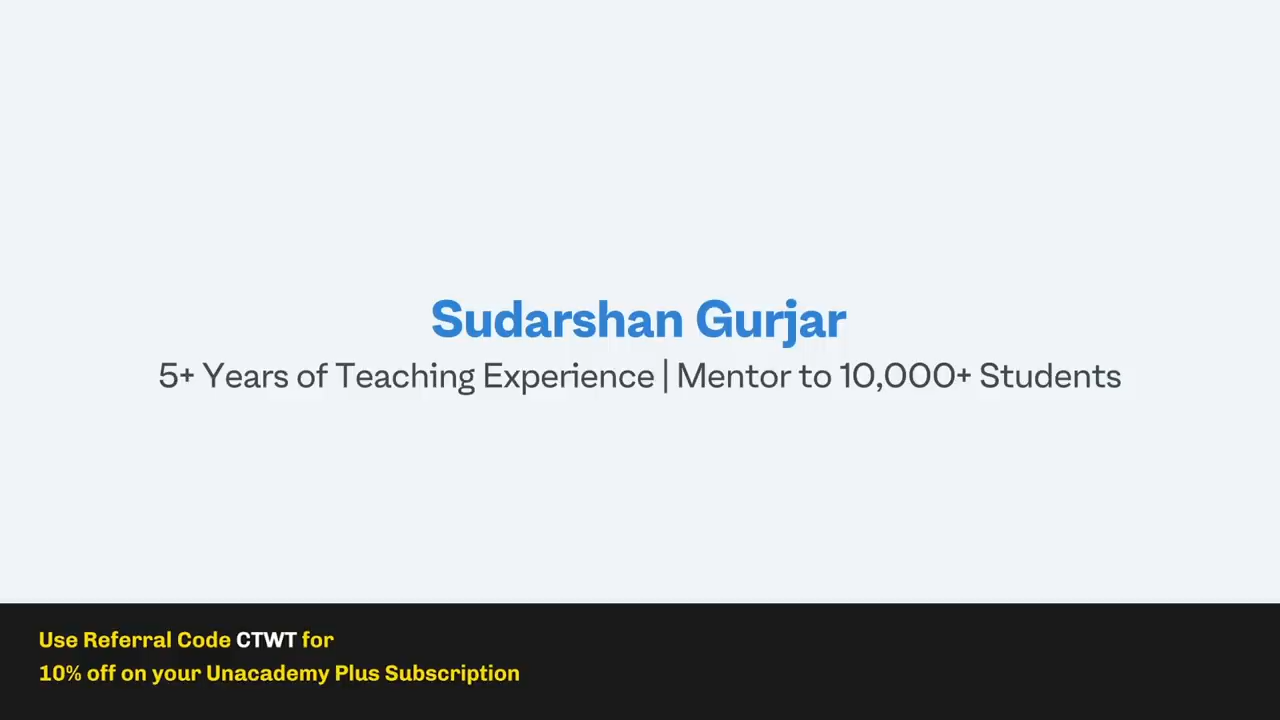 Sudarshan Gurjar
5+ Years of Teaching Experience | Mentor to 10,000+ Students
Use Referral Code CTWT for
10% off on your Unacademy Plus Subscription